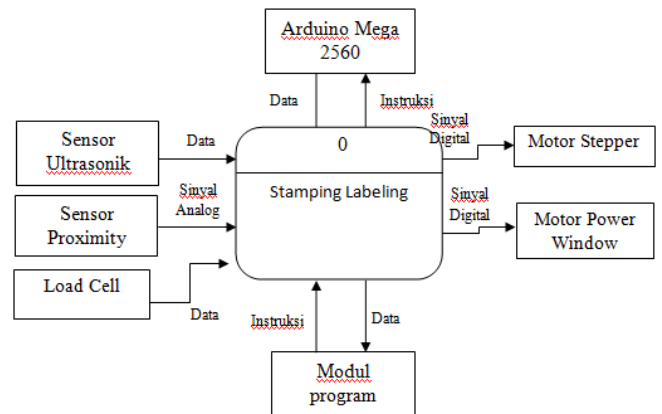 Arduino Mega
2560
Data
Instruksi
Sinyal
Digital
Sensor
Ultrasonik
Data
0
Motor Stepper
Stamping Labeling
Sensor
Proximity
Sinyal
Analog
Sinyal
Digital
Motor Power
Window
Load Cell
Data
Instruksi
Data
Modul
program